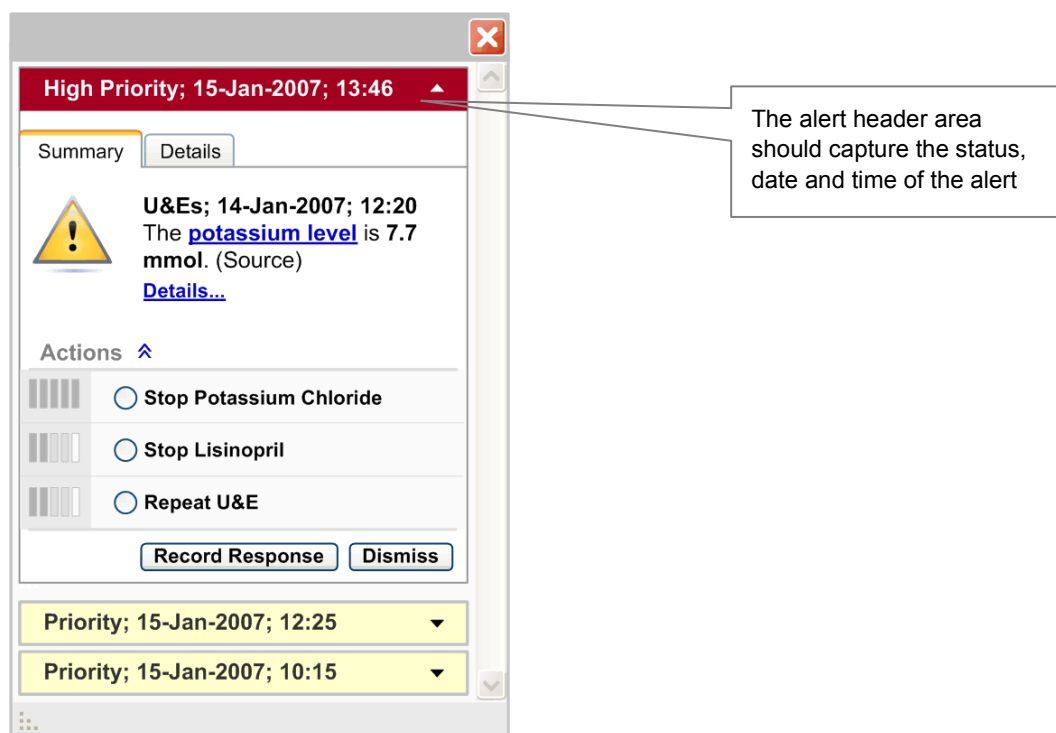 High Priority; 15-Jan-2007; 13:46
The alert header area
should capture the status,
date and time of the alert
Summary
Details
U&Es; 14-Jan-2007; 12:20
The potassium level is 7.7
mmol. (Source)
Details...
Actions
Stop Potassium Chloride
Stop Lisinopril
Repeat U&E
Record Response
Dismiss
Priority; 15-Jan-2007; 12:25
Priority; 15-Jan-2007; 10:15